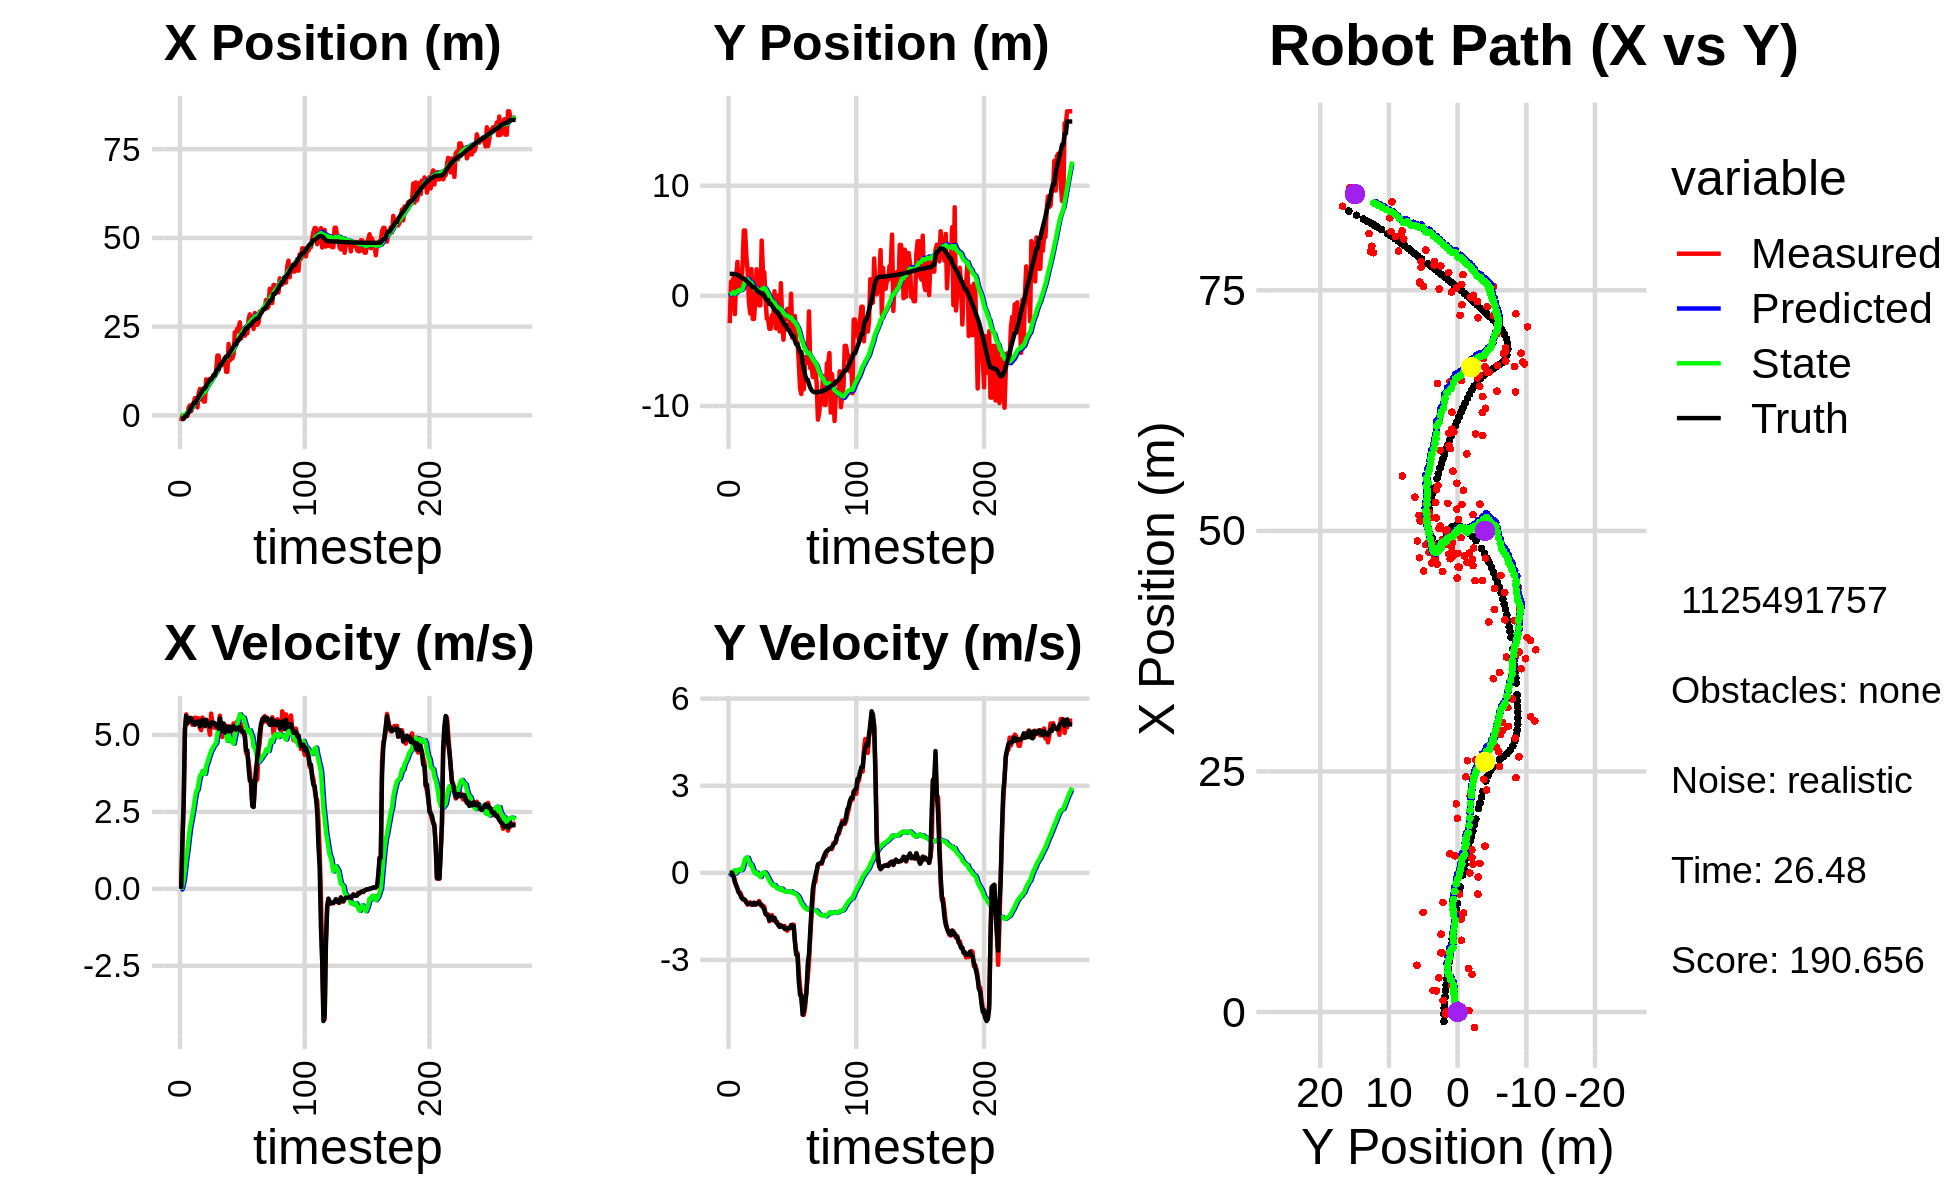 X Position (m)
75
50
25
0
0
100
200
timestep
Y Position (m)
10
0
-10
0
100
200
timestep
X Velocity (m/s)
5.0
2.5
0.0
-2.5
0
100
200
timestep
Y Velocity (m/s)
6
3
0
-3
0
100
200
timestep
Robot Path (X vs Y)
X Position (m)
75
50
25
0
20 10 0 -10 -20
Y Position (m)
variable
Measured
Predicted
State
Truth
1125491757
Obstacles: none
Noise: realistic
Time: 26.48
Score: 190.656